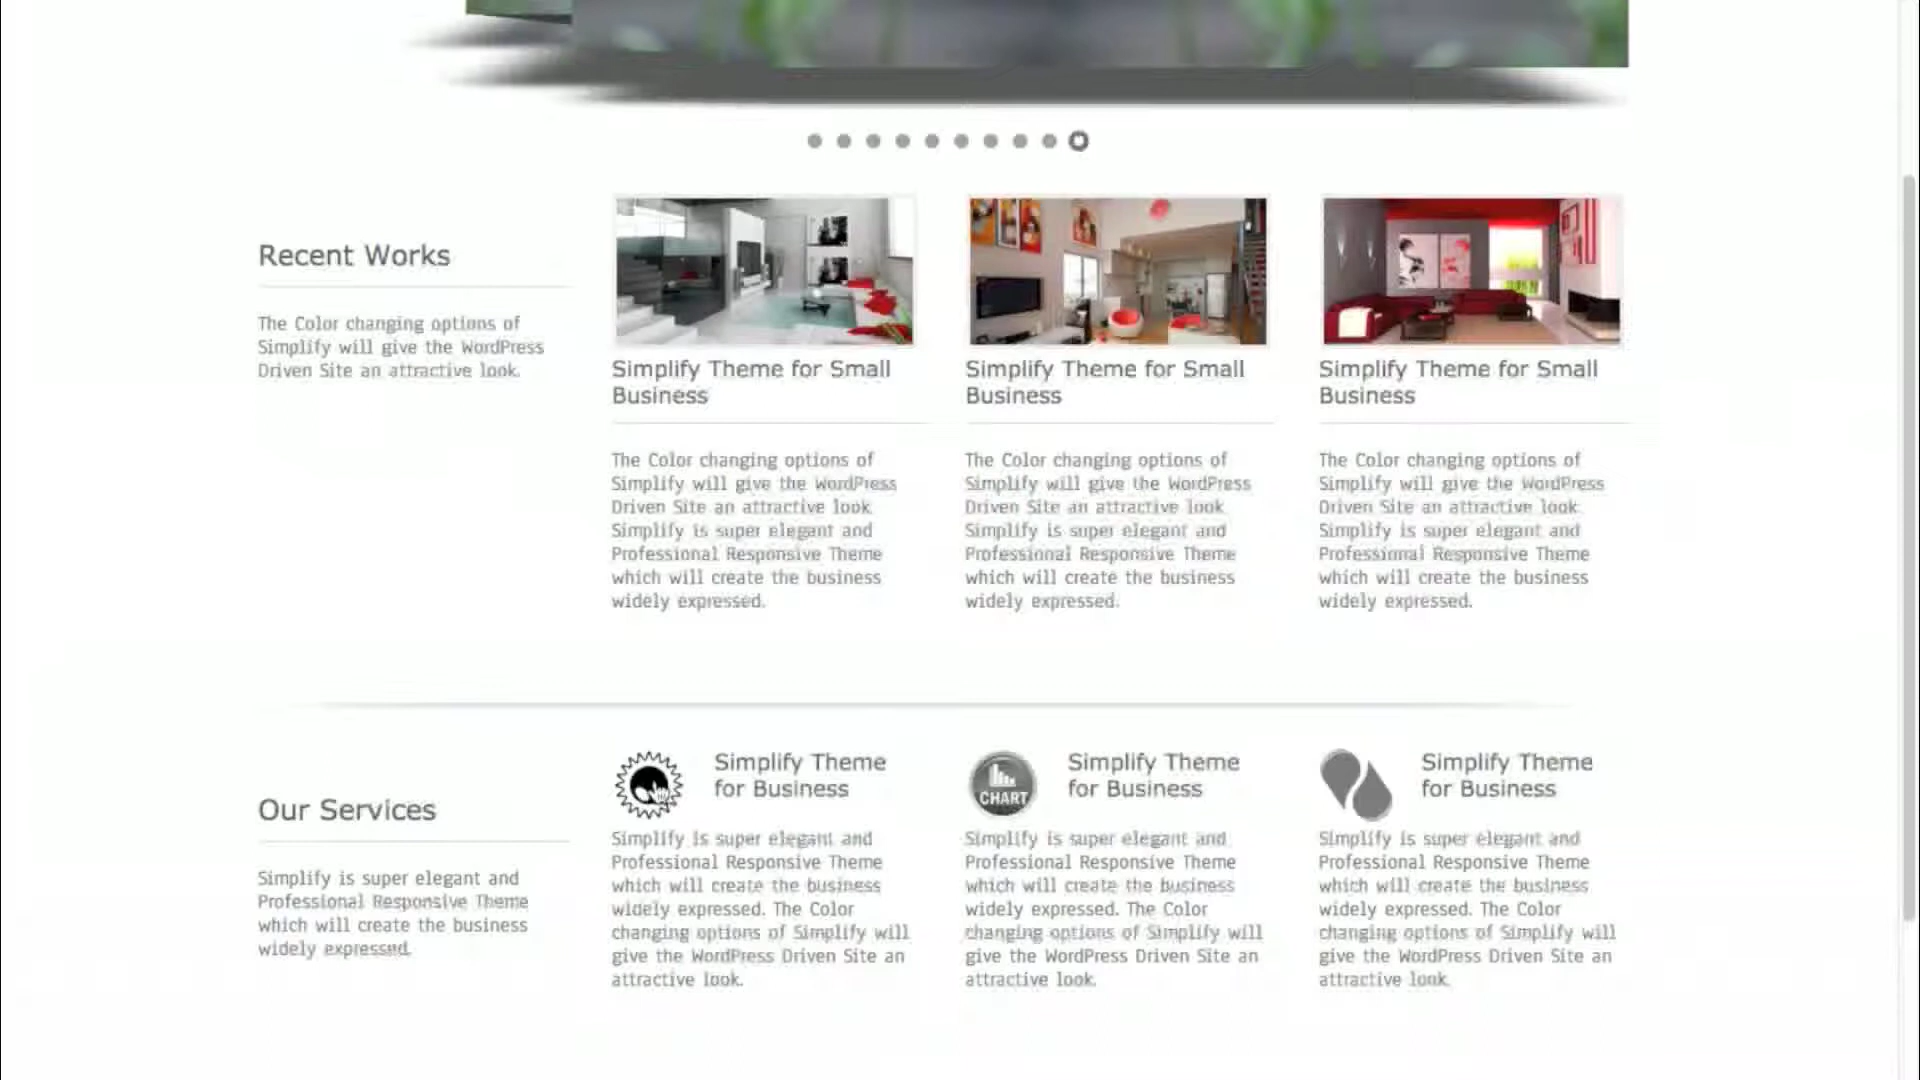 Recent Works
The Color changing options of
Simplify will give the WordPress
Driven Site an attractive look.
Simplify Theme for Small
Business
The Color changing options of
Simplify will give the WordPress
Driven Site an attractive look.
Simplify is super elegant and
Professional Responsive Theme
which will create the business
widely expressed.
Simplify Theme for Small
Business
The Color changing options of
Simplify will give the WordPress
Driven Site an attractive look.
Simplify is super elegant and
Professional Responsive Theme
which will create the business
widely expressed.
Simplify Theme for Small
Business
The Color changing options of
Simplify will give the WordPress
Driven Site an attractive look.
Simplify is super elegant and
Professional Responsive Theme
which will create the business
widely expressed.
Our Services
Simplify is super elegant and
Professional Responsive Theme
which will create the business
widely expressed.
Simplify Theme
for Business
Simplify is super elegant and
Professional Responsive Theme
which will create the business
widely expressed. The Color
changing options of Simplify will
give the WordPress Driven Site an
attractive look.
CHART
Simplify Theme
for Business
Simplify is super elegant and
Professional Responsive Theme
which will create the business
widely expressed. The Color
changing options of Simplify will
give the WordPress Driven Site an
attractive look.
Simplify Theme
for Business
Simplify is super elegant and
Professional Responsive Theme
which will create the business
widely expressed. The Color
changing options of Simplify will
give the WordPress Driven Site an
attractive look.